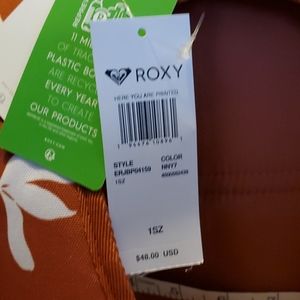 11 MI
OF TRA
PLASTIC BO
ARE RECYC
EVERY YEAR
TO CREATE
OUR PRODUCTS
ROXY
HERE YOU ARE PRINTED
STYLE
COLOR
ERJBP04159
NNY7
1SZ
1SZ
$46.00 USD